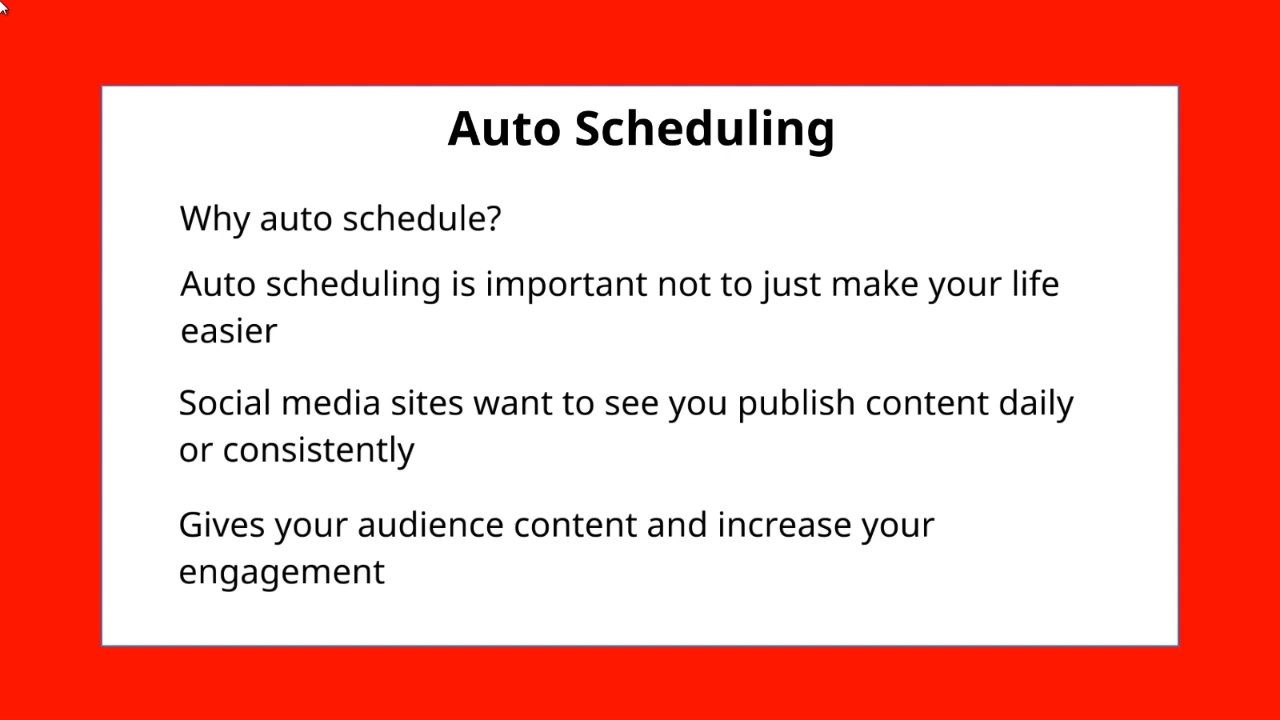 Auto Scheduling
Why auto schedule?
Auto scheduling is important not to just make your life
easier
Social media sites want to see you publish content daily
or consistently
Gives your audience content and increase your
engagement